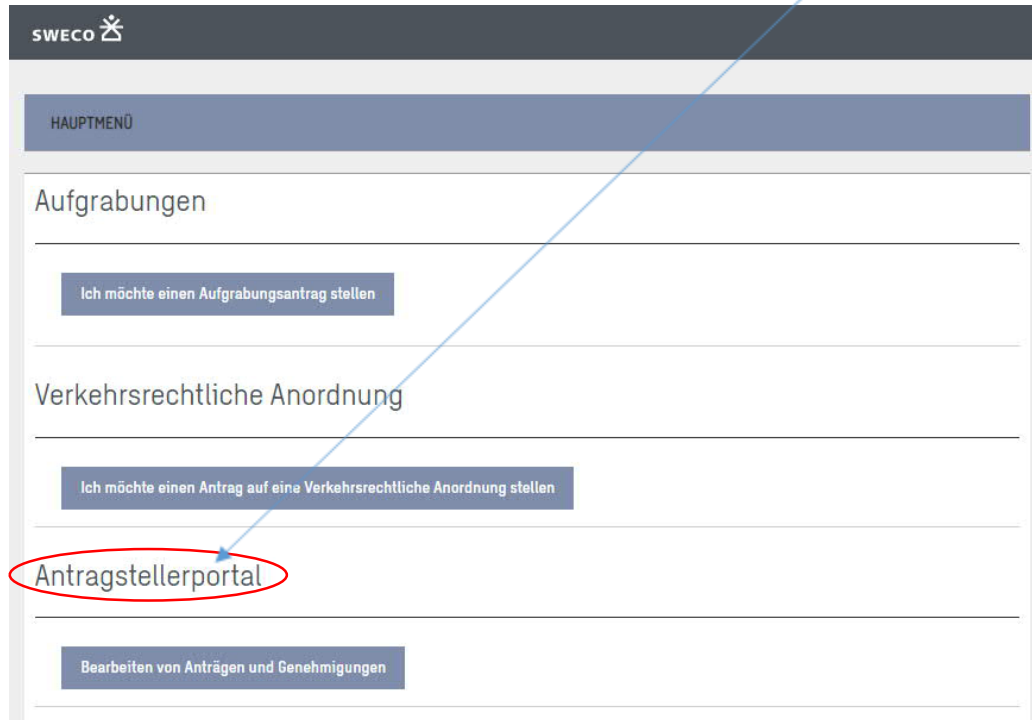 SWECO
HAUPTMENÜ
Aufgrabungen
Ich möchte einen Aufgrabungsantrag stellen
Verkehrsrechtliche Anordnung
Ich möchte einen Antrag auf eine Verkehrsrechtliche Anordnung stellen
Antragstellerportal
Bearbeiten von Anträgen und Genehmigungen